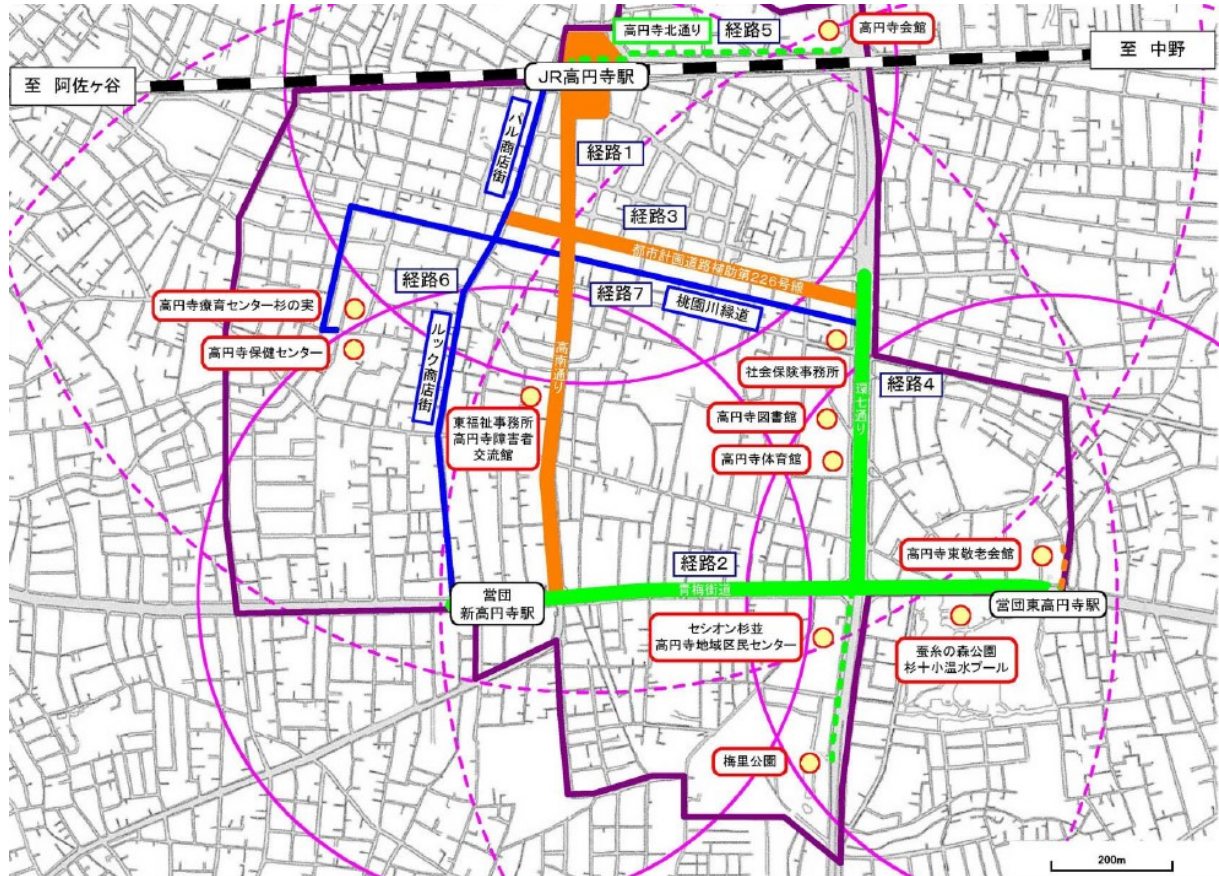 高円寺北通り
経路5
高円寺会館
至 中野
至 阿佐ヶ谷
JR高円寺駅
パル商店街
経路1
経路3
都市計画道路補助第226号線
経路6
経路7
桃園川緑道
高円寺療育センター杉の実
高円寺保健センター
ルック商店街
高南通り
社会保険事務所
経路4
環七通り
東福祉事務所
高円寺障害者
交流館
高円寺図書館
高円寺体育館
高円寺東敬老会館
経路2
青梅街道
営団
新高円寺駅
営団東高円寺駅
セシオン杉並
高円寺地域区民センター
蚕糸の森公園
杉十小温水プール
梅里公園
200m